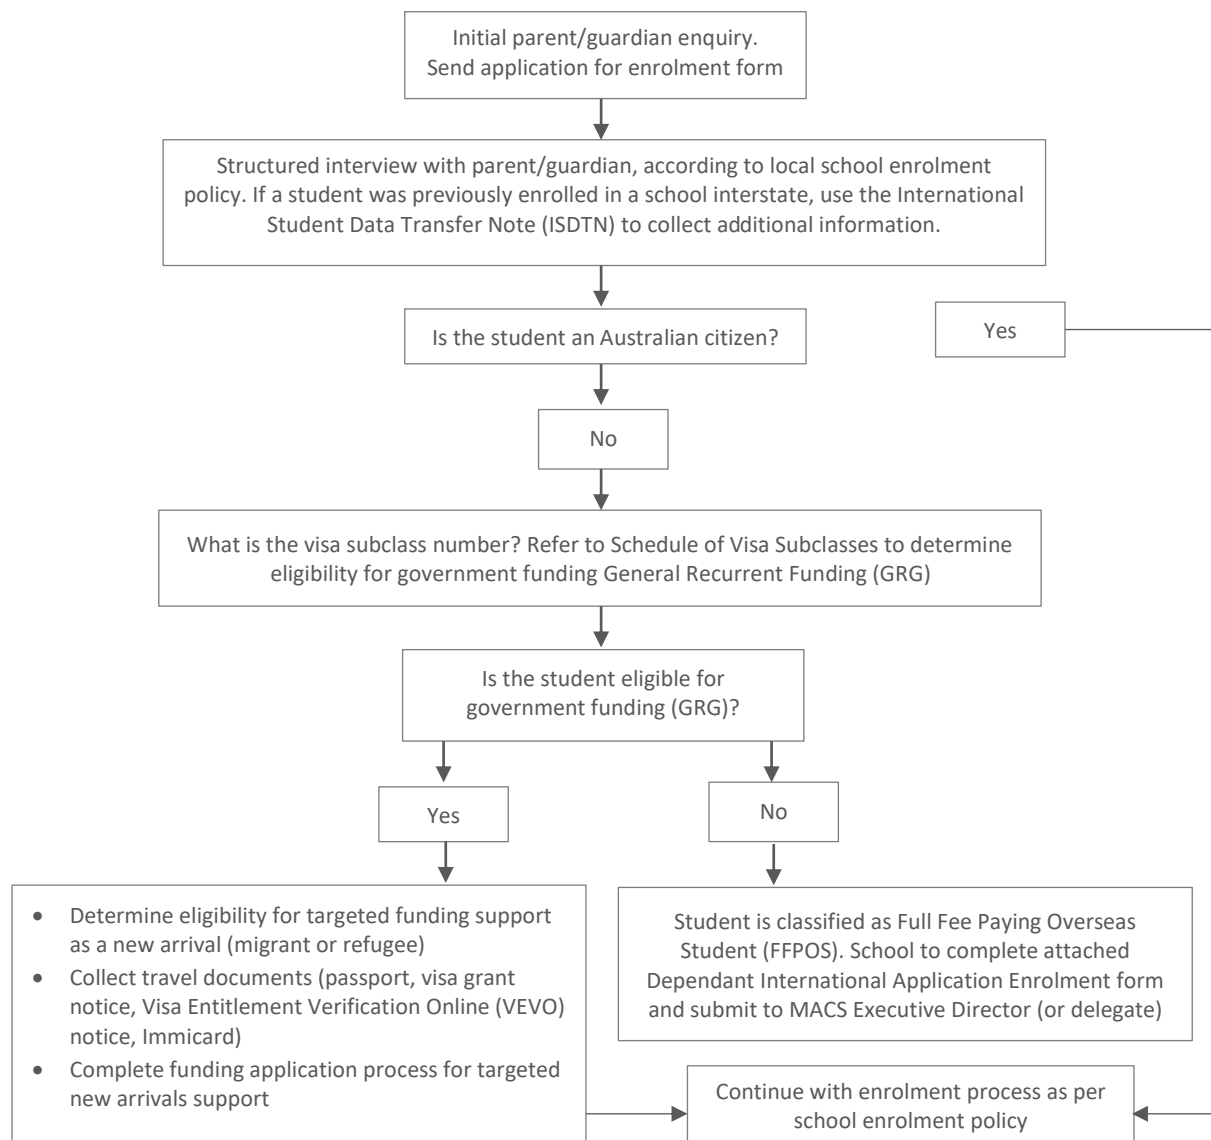 Initial parent/guardian enquiry.
Send application for enrolment form
Structured interview with parent/guardian, according to local school enrolment
policy. If a student was previously enrolled in a school interstate, use the International
Student Data Transfer Note (ISDTN) to collect additional information.
Is the student an Australian citizen?
Yes
No
What is the visa subclass number? Refer to Schedule of Visa Subclasses to determine
eligibility for government funding General Recurrent Funding (GRG)
Is the student eligible for
government funding (GRG)?
Yes
No
• Determine eligibility for targeted funding support
as a new arrival (migrant or refugee)
• Collect travel documents (passport, visa grant
notice, Visa Entitlement Verification Online (VEVO)
notice, Immicard)
• Complete funding application process for targeted
new arrivals support
Student is classified as Full Fee Paying Overseas
Student (FFPOS). School to complete attached
Dependant International Application Enrolment form
and submit to MACS Executive Director (or delegate)
Continue with enrolment process as per
school enrolment policy